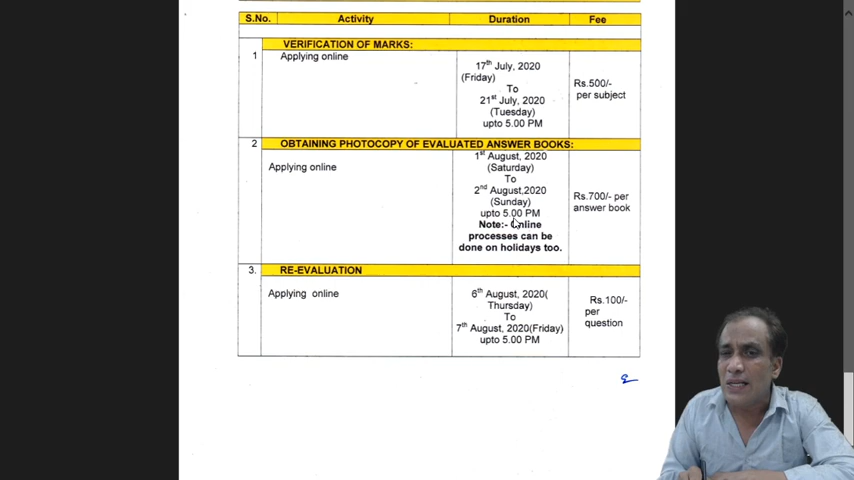 S.No. Activity Duration Fee
VERIFICATION OF MARKS:
1 Applying online
17th July, 2020
(Friday)
To
21st July, 2020
(Tuesday)
upto 5.00 PM
Rs.500/-
per subject
2 OBTAINING PHOTOCOPY OF EVALUATED ANSWER BOOKS:
Applying online
1st August, 2020
(Saturday)
To
2nd August,2020
(Sunday)
upto 5.00 PM
Note:- Online
processes can be
done on holidays too.
Rs.700/- per
answer book
3. RE-EVALUATION
Applying online
6th August, 2020(
Thursday)
To
7th August, 2020(Friday)
upto 5.00 PM
Rs.100/-
per
question